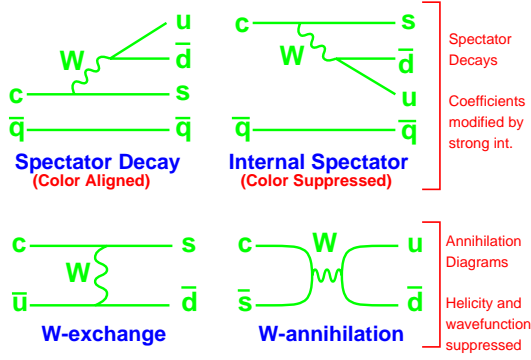 u
W
d̅
c
s
q̅
q̅
Spectator Decay
(Color Aligned)
c
s
W
d̅
u
q̅
q̅
Internal Spectator
(Color Suppressed)
Spectator
Decays
Coefficients
modified by
strong int.
c
s
W
u̅
d̅
W-exchange
c
W
u
s̅
d̅
W-annihilation
Annihilation
Diagrams
Helicity and
wavefunction
suppressed